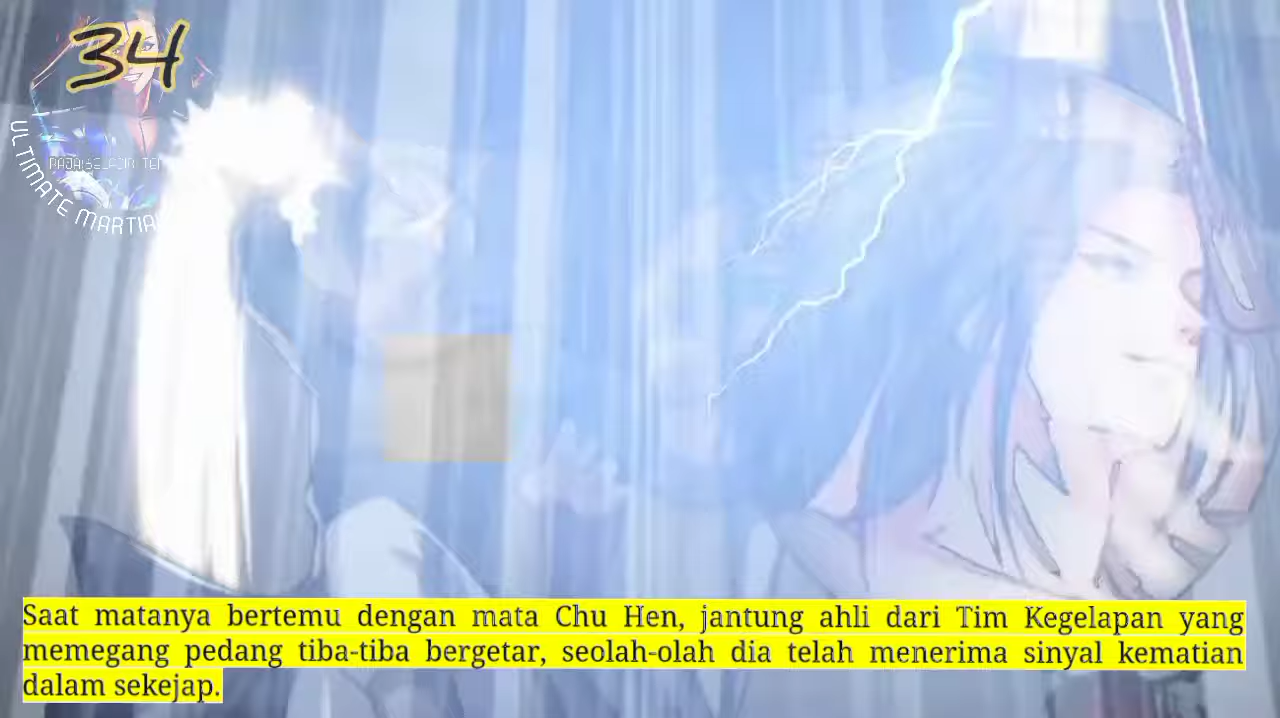 34
ULTIMATE MARTIAL
Saat matanya bertemu dengan mata Chu Hen, jantung ahli dari Tim Kegelapan yang
memegang pedang tiba-tiba bergetar, seolah-olah dia telah menerima sinyal kematian
dalam sekejap.